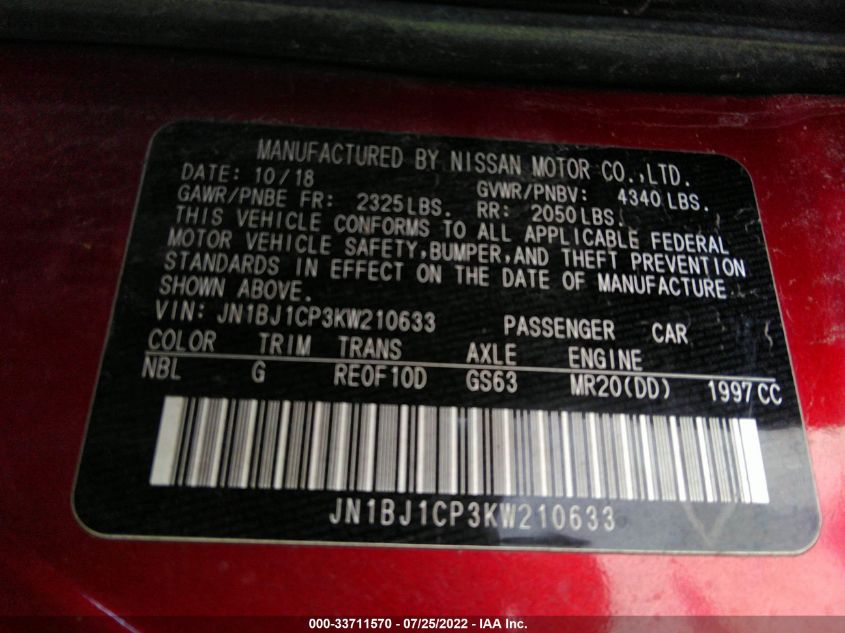 MANUFACTURED BY NISSAN MOTOR CO.,LTD.
DATE: 10/18 GVWR/PNBV: 4340 LBS.
GAWR/PNBE FR: 2325 LBS. RR: 2050 LBS.
THIS VEHICLE CONFORMS TO ALL APPLICABLE FEDERAL
MOTOR VEHICLE SAFETY, BUMPER, AND THEFT PREVENTION
STANDARDS IN EFFECT ON THE DATE OF MANUFACTURE
SHOWN ABOVE.
VIN: JN1BJ1CP3KW210633 PASSENGER CAR
COLOR TRIM TRANS AXLE ENGINE
NBL G RE0F10D GS63 MR20(DD) 1997 CC
JN1BJ1CP3KW210633
000-33711570 - 07/25/2022 - IAA Inc.